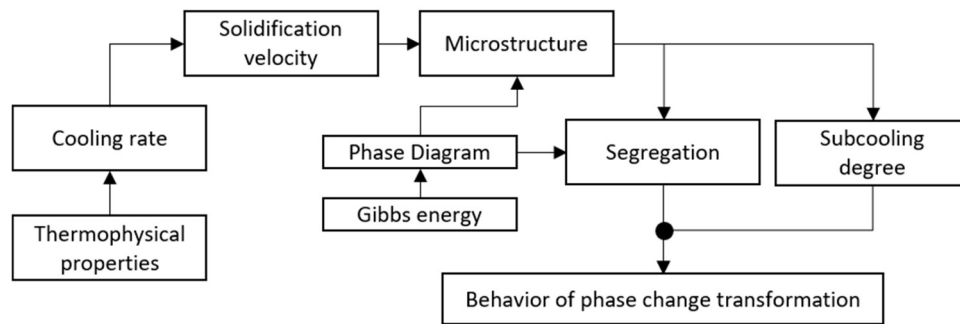 Solidification
velocity
Microstructure
Cooling rate
Phase Diagram
Segregation
Subcooling
degree
Gibbs energy
Thermophysical
properties
Behavior of phase change transformation